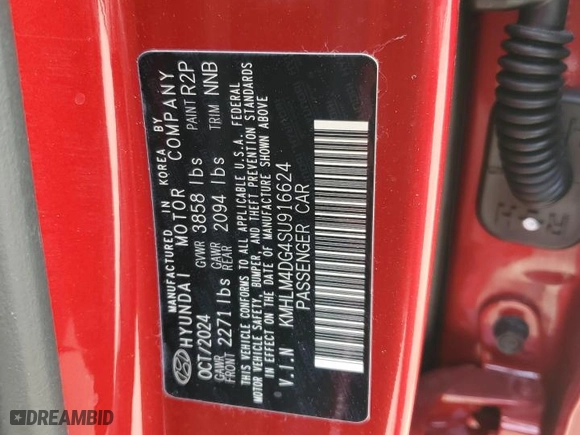 MANUFACTURED IN KOREA BY
HYUNDAI MOTOR COMPANY
OCT/2024 GVWR 3858 lbs PAINT R2P
GAWR FRONT 2271 lbs GAWR REAR 2094 lbs TRIM NNB
THIS VEHICLE CONFORMS TO ALL APPLICABLE U.S.A. FEDERAL
MOTOR VEHICLE SAFETY, BUMPER, AND THEFT PREVENTION STANDARDS
IN EFFECT ON THE DATE OF MANUFACTURE SHOWN ABOVE
V.I.N KMHLM4DG4SU916624
PASSENGER CAR
DREAMBID